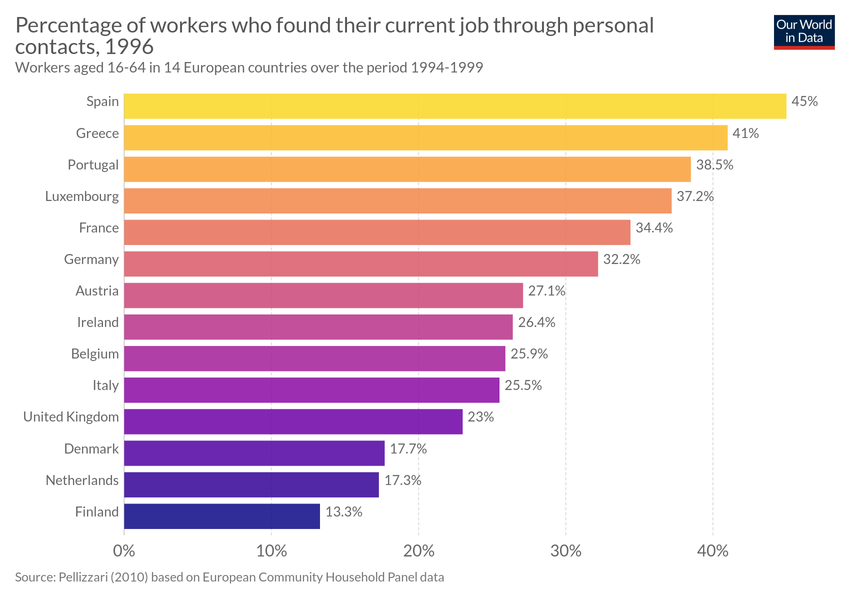 Percentage of workers who found their current job through personal
contacts, 1996
Workers aged 16-64 in 14 European countries over the period 1994-1999
Our World
in Data
Spain 45%
Greece 41%
Portugal 38.5%
Luxembourg 37.2%
France 34.4%
Germany 32.2%
Austria 27.1%
Ireland 26.4%
Belgium 25.9%
Italy 25.5%
United Kingdom 23%
Denmark 17.7%
Netherlands 17.3%
Finland 13.3%
0% 10% 20% 30% 40%
Source: Pellizzari (2010) based on European Community Household Panel data